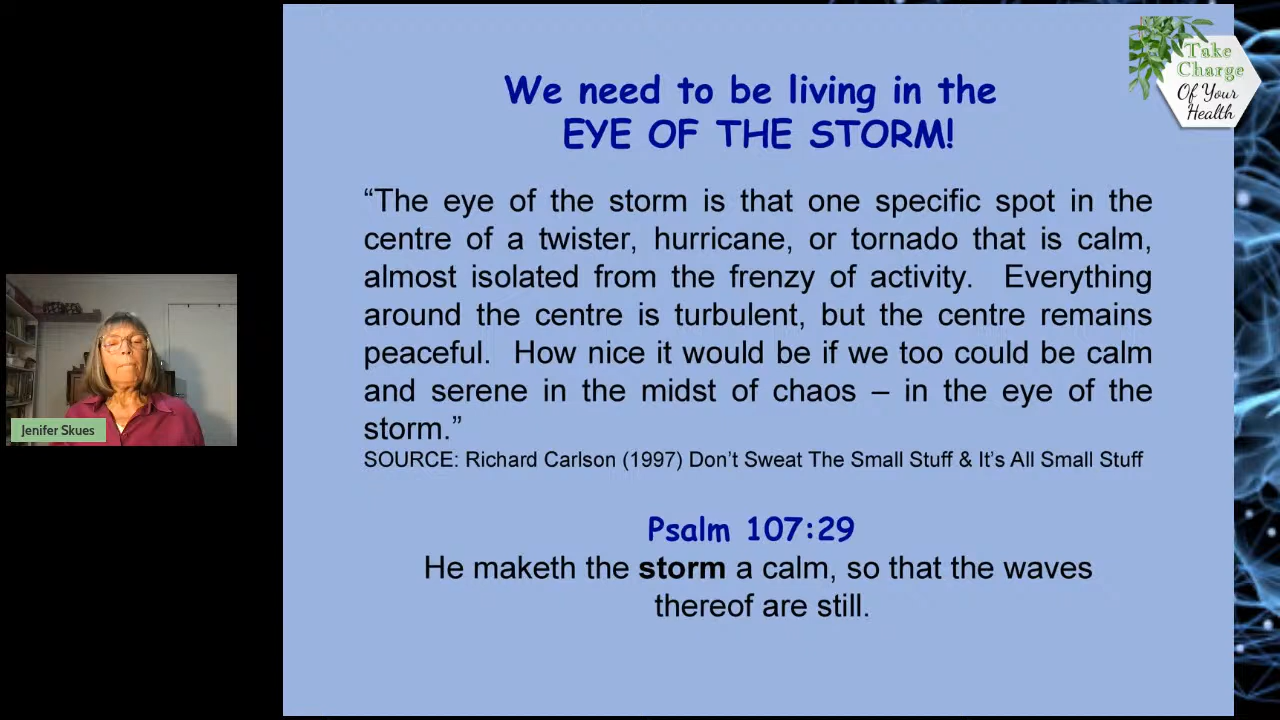 We need to be living in the
EYE OF THE STORM!
“The eye of the storm is that one specific spot in the
centre of a twister, hurricane, or tornado that is calm,
almost isolated from the frenzy of activity. Everything
around the centre is turbulent, but the centre remains
peaceful. How nice it would be if we too could be calm
and serene in the midst of chaos – in the eye of the
storm.”
SOURCE: Richard Carlson (1997) Don’t Sweat The Small Stuff & It’s All Small Stuff
Psalm 107:29
He maketh the storm a calm, so that the waves
thereof are still.
Take
Charge
Of Your
Health
Jenifer Skues